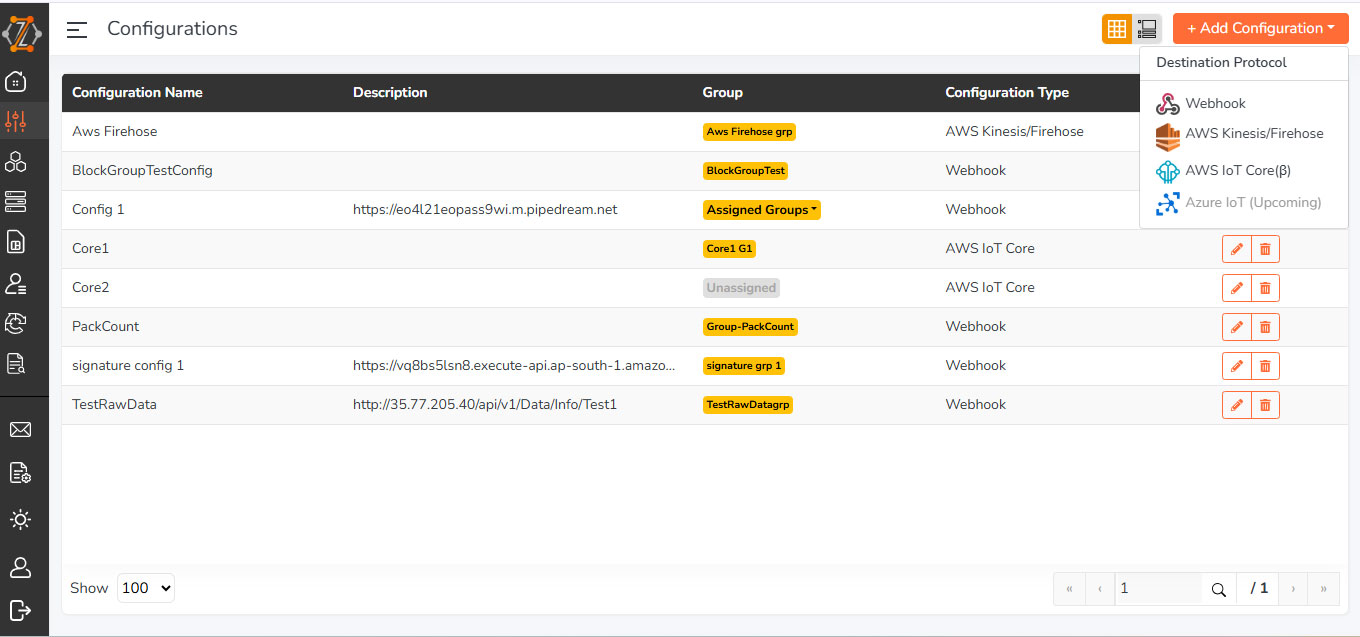 Configurations
+ Add Configuration
Destination Protocol
Webhook
AWS Kinesis/Firehose
AWS IoT Core(β)
Azure IoT (Upcoming)
Configuration Name Description Group Configuration Type
Aws Firehose Aws Firehose grp AWS Kinesis/Firehose
BlockGroupTestConfig BlockGroupTest Webhook
Config 1 https://eo4l21eopass9wi.m.pipedream.net Assigned Groups Webhook
Core1 Core1 G1 AWS IoT Core
Core2 Unassigned AWS IoT Core
PackCount Group-PackCount Webhook
signature config 1 https://vq8bs5lsn8.execute-api.ap-south-1.amazo... signature grp 1 Webhook
TestRawData http://35.77.205.40/api/v1/Data/Info/Test1 TestRawDatagrp Webhook
Show 100 « ‹ 1 / 1 › »